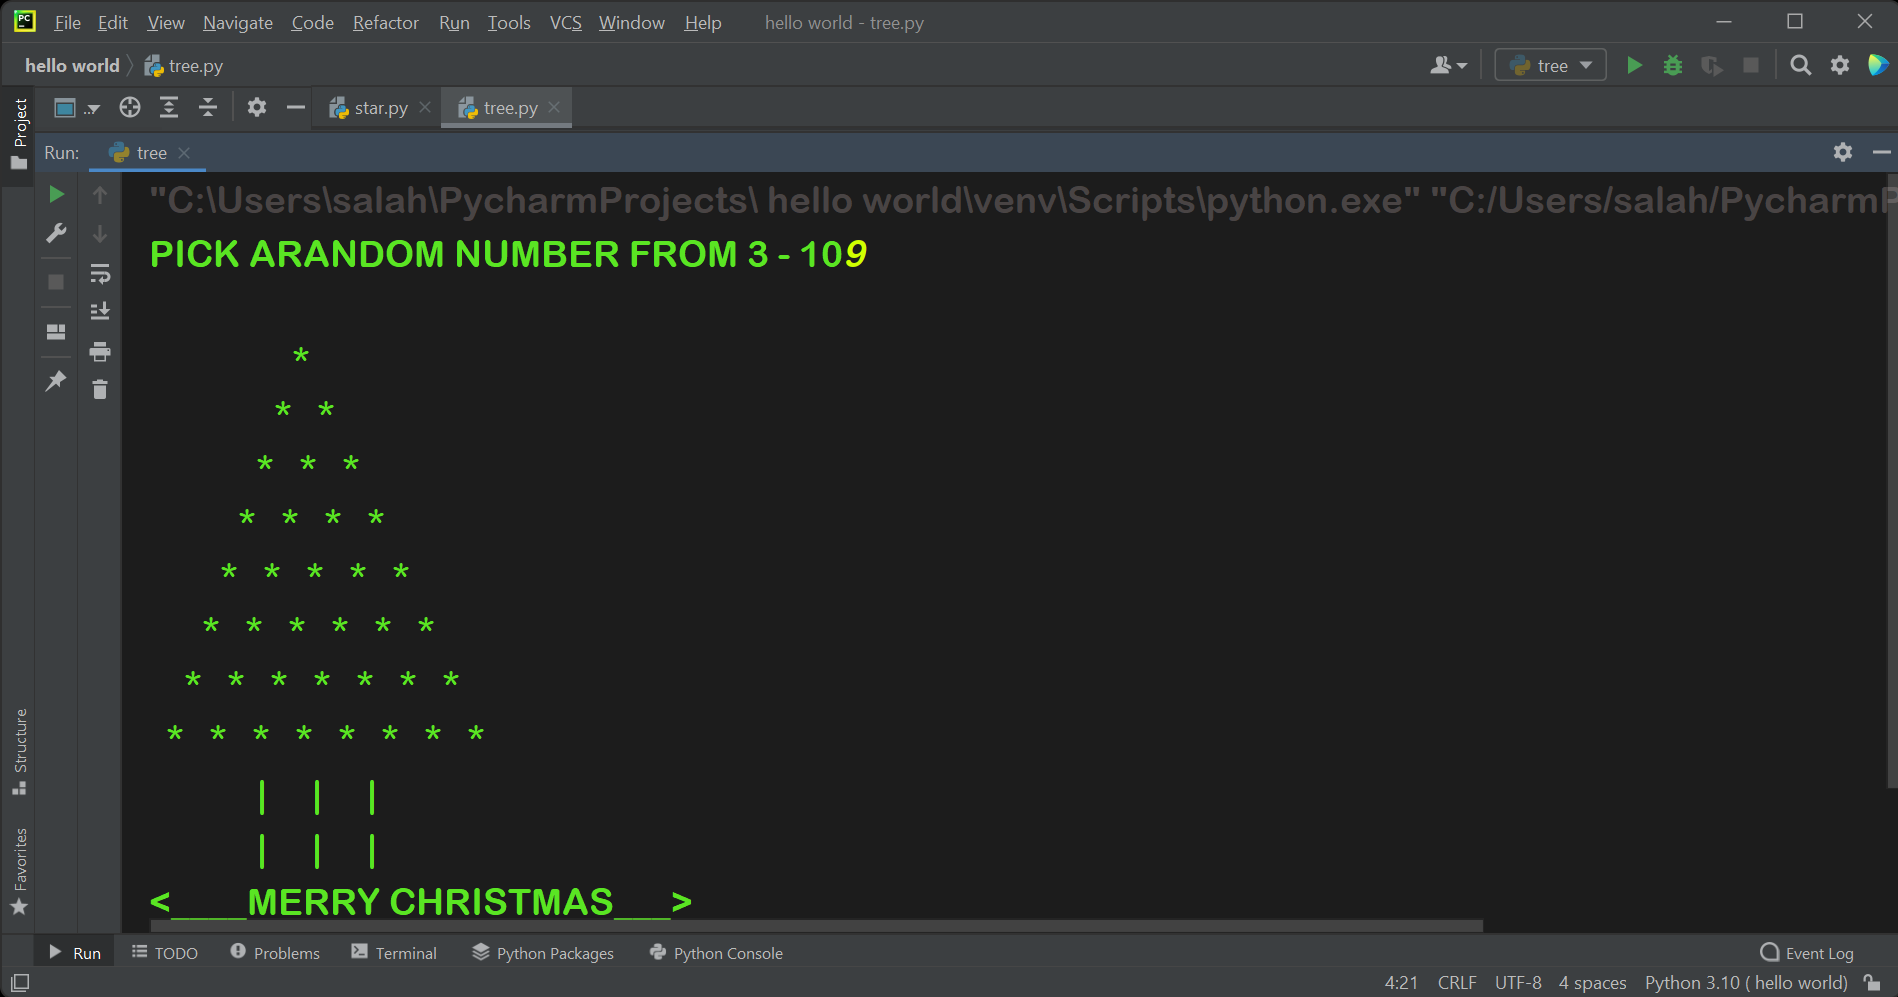 PC File Edit View Navigate Code Refactor Run Tools VCS Window Help hello world - tree.py
hello world tree.py tree
Project
.. star.py tree.py
Run: tree
"C:\Users\salah\PycharmProjects\ hello world\venv\Scripts\python.exe" "C:/Users/salah/PycharmP
PICK ARANDOM NUMBER FROM 3 - 109
*
* *
* * *
* * * *
* * * * *
* * * * * *
* * * * * * *
* * * * * * * *
| | |
| | |
<____MERRY CHRISTMAS___>
Structure
Favorites
Run TODO Problems Terminal Python Packages Python Console Event Log
4:21 CRLF UTF-8 4 spaces Python 3.10 ( hello world)